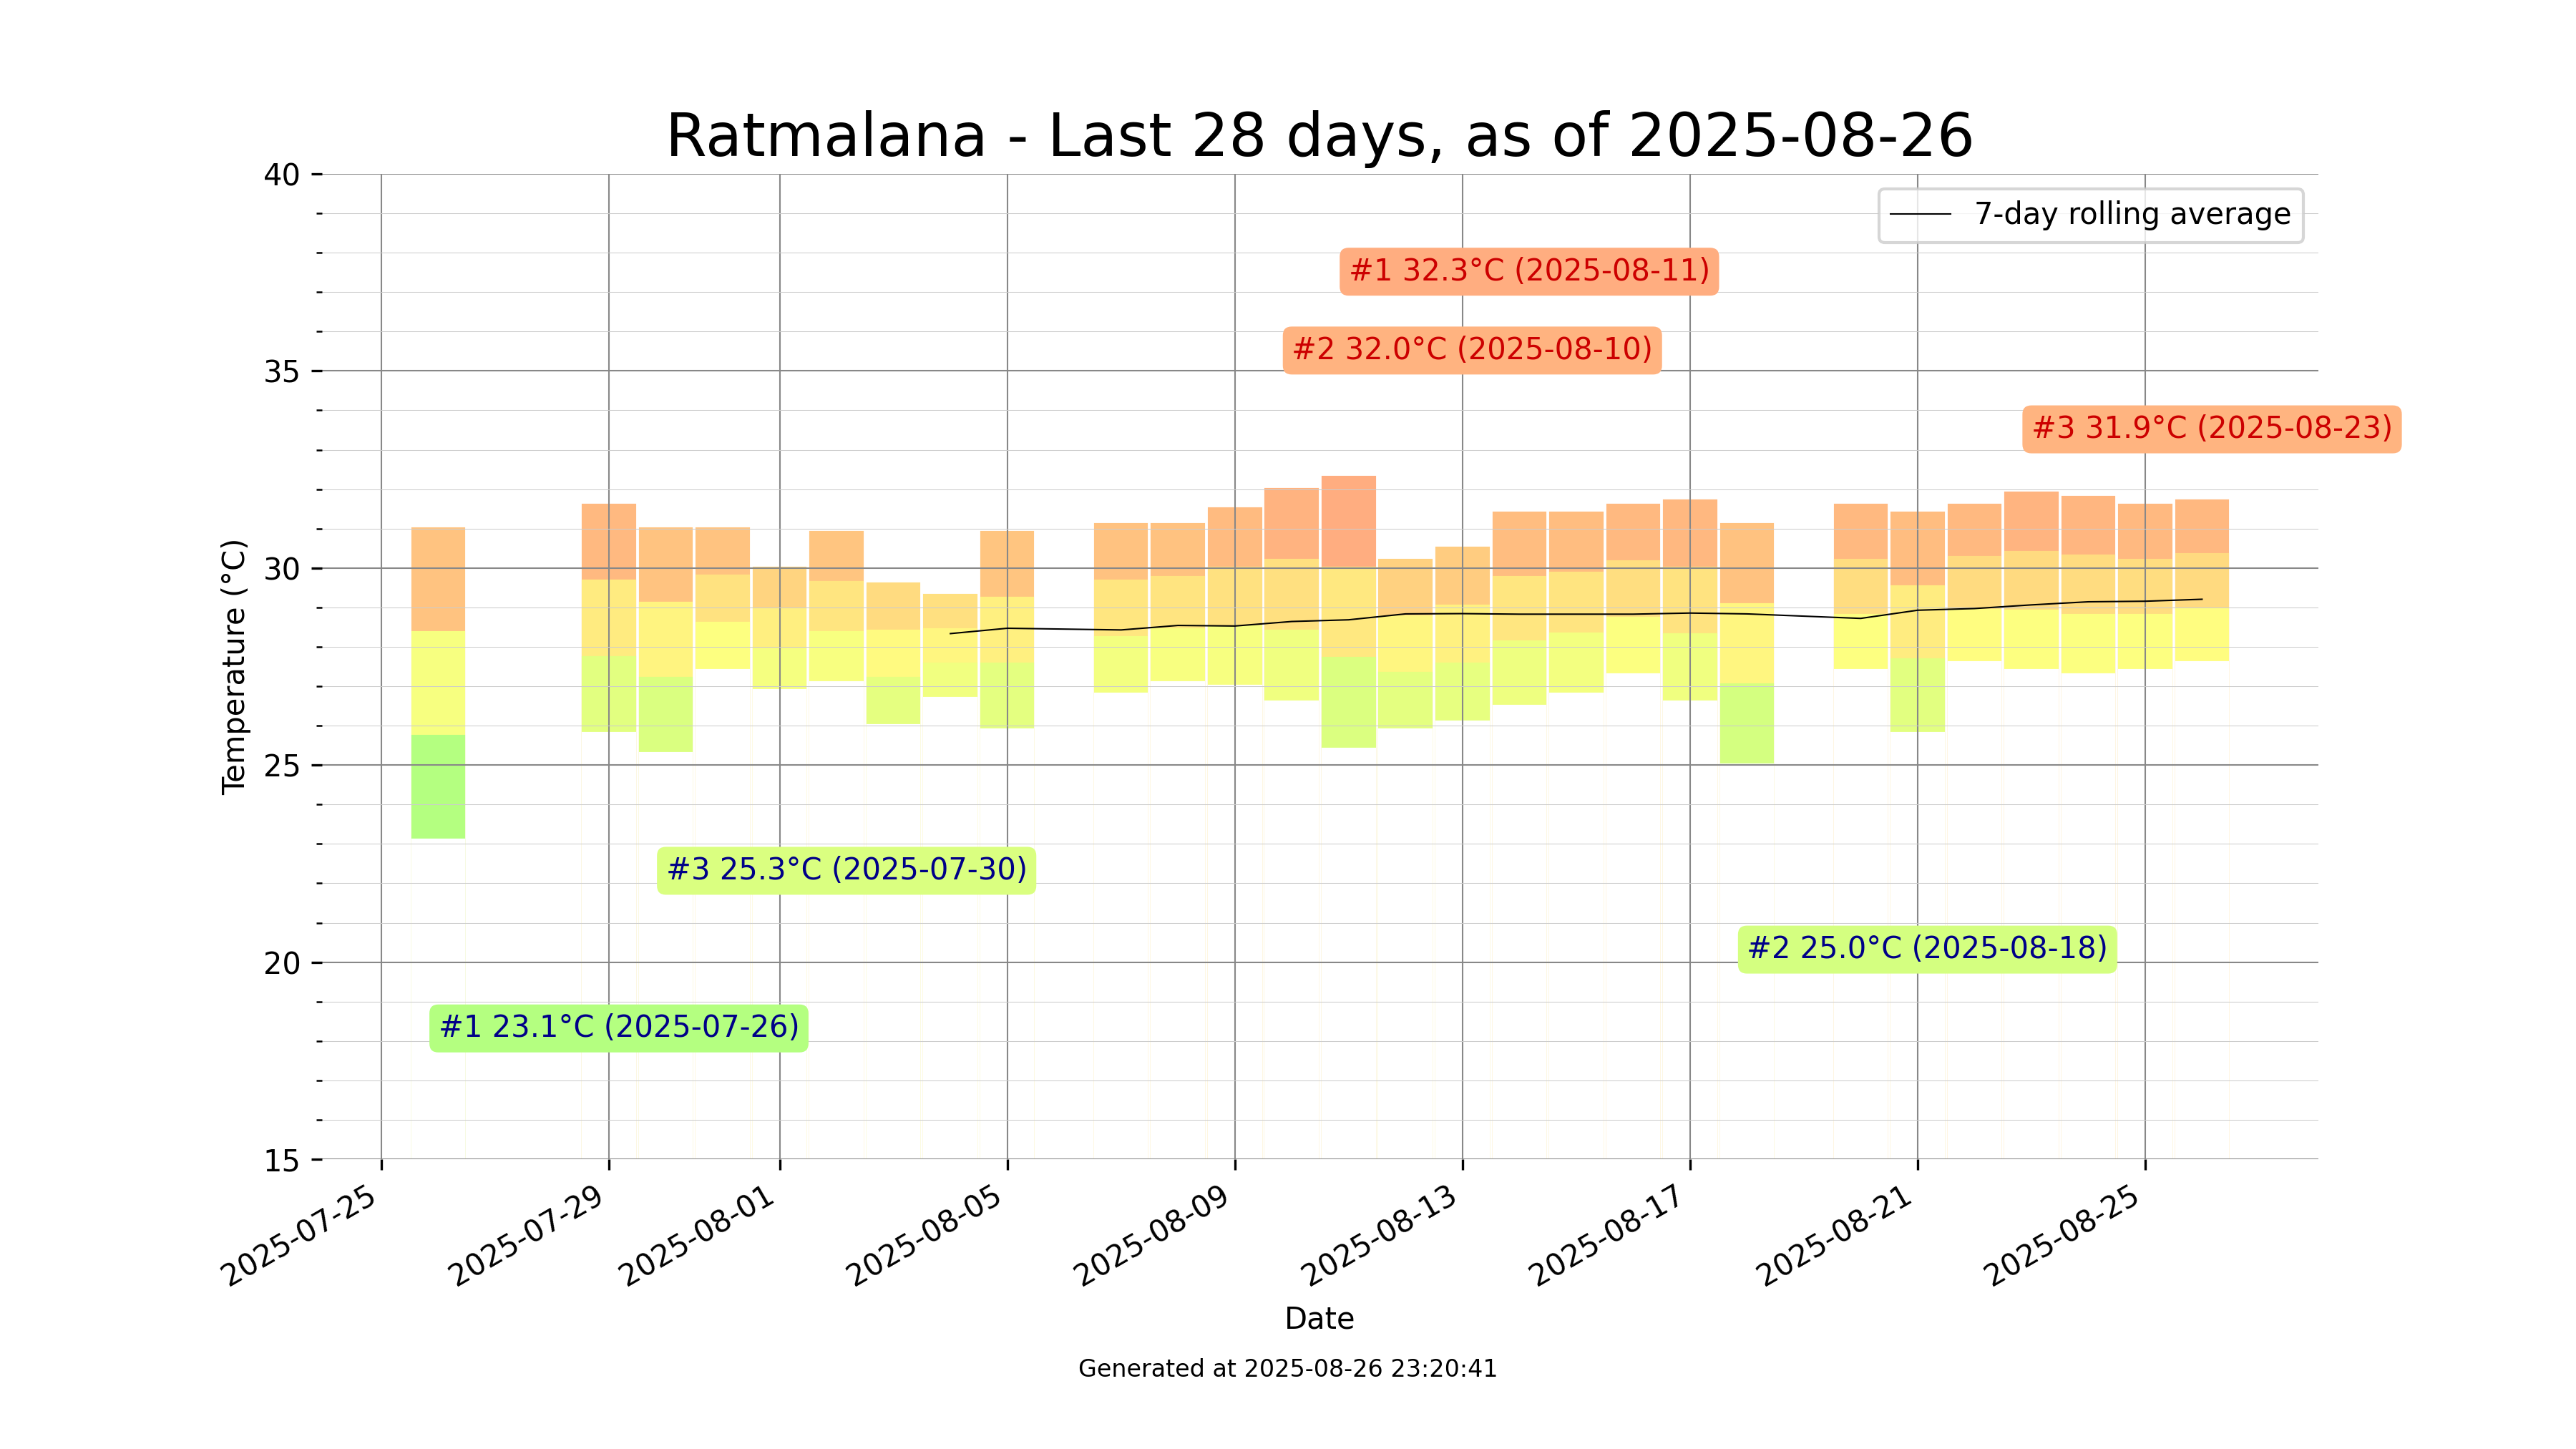 Ratmalana - Last 28 days, as of 2025-08-26
7-day rolling average
#1 32.3°C (2025-08-11)
#2 32.0°C (2025-08-10)
#3 31.9°C (2025-08-23)
#3 25.3°C (2025-07-30)
#2 25.0°C (2025-08-18)
#1 23.1°C (2025-07-26)
Temperature (°C)
40
35
30
25
20
15
2025-07-25
2025-07-29
2025-08-01
2025-08-05
2025-08-09
2025-08-13
2025-08-17
2025-08-21
2025-08-25
Date
Generated at 2025-08-26 23:20:41